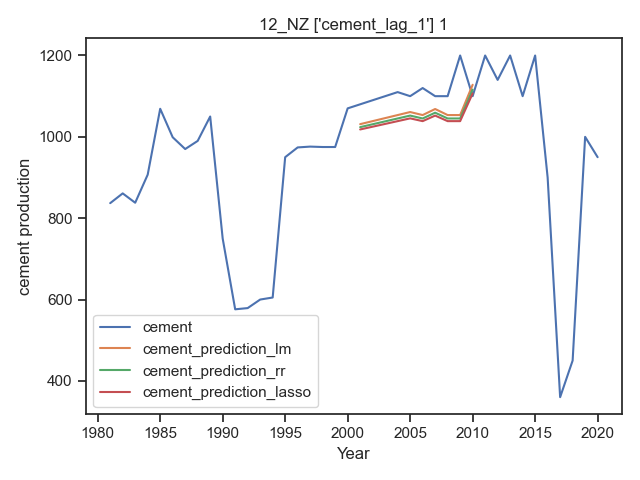 12_NZ ['cement_lag_1'] 1
1200
1000
800
600
400
cement production
cement
cement_prediction_lm
cement_prediction_rr
cement_prediction_lasso
1980 1985 1990 1995 2000 2005 2010 2015 2020
Year